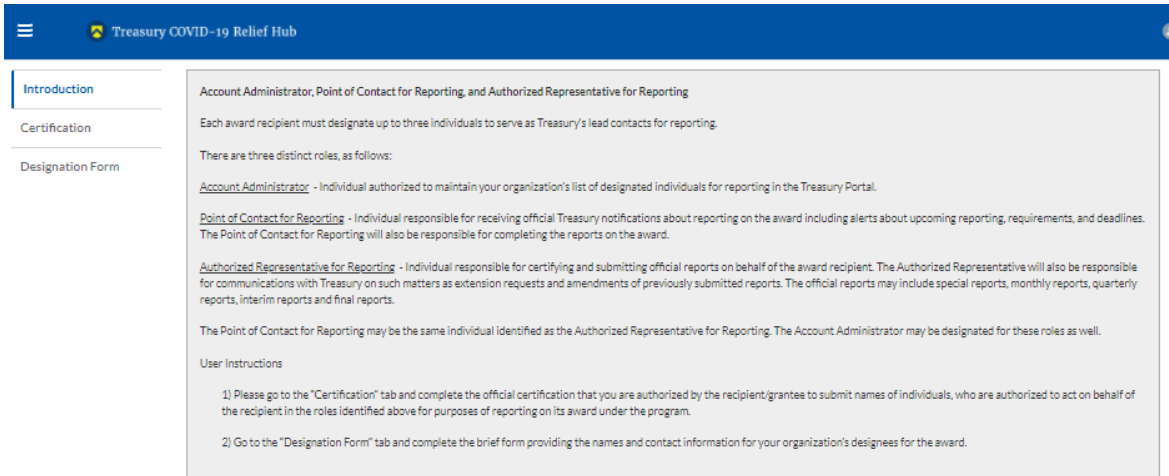 Treasury COVID-19 Relief Hub
Introduction
Certification
Designation Form
Account Administrator, Point of Contact for Reporting, and Authorized Representative for Reporting
Each award recipient must designate up to three individuals to serve as Treasury's lead contacts for reporting.
There are three distinct roles, as follows:
Account Administrator - Individual authorized to maintain your organization's list of designated individuals for reporting in the Treasury Portal.
Point of Contact for Reporting - Individual responsible for receiving official Treasury notifications about reporting on the award including alerts about upcoming reporting, requirements, and deadlines.
The Point of Contact for Reporting will also be responsible for completing the reports on the award.
Authorized Representative for Reporting - Individual responsible for certifying and submitting official reports on behalf of the award recipient. The Authorized Representative will also be responsible
for communications with Treasury on such matters as extension requests and amendments of previously submitted reports. The official reports may include special reports, monthly reports, quarterly
reports, interim reports and final reports.
The Point of Contact for Reporting may be the same individual identified as the Authorized Representative for Reporting. The Account Administrator may be designated for these roles as well.
User Instructions
1) Please go to the "Certification" tab and complete the official certification that you are authorized by the recipient/grantee to submit names of individuals, who are authorized to act on behalf of
the recipient in the roles identified above for purposes of reporting on its award under the program.
2) Go to the "Designation Form" tab and complete the brief form providing the names and contact information for your organization's designees for the award.